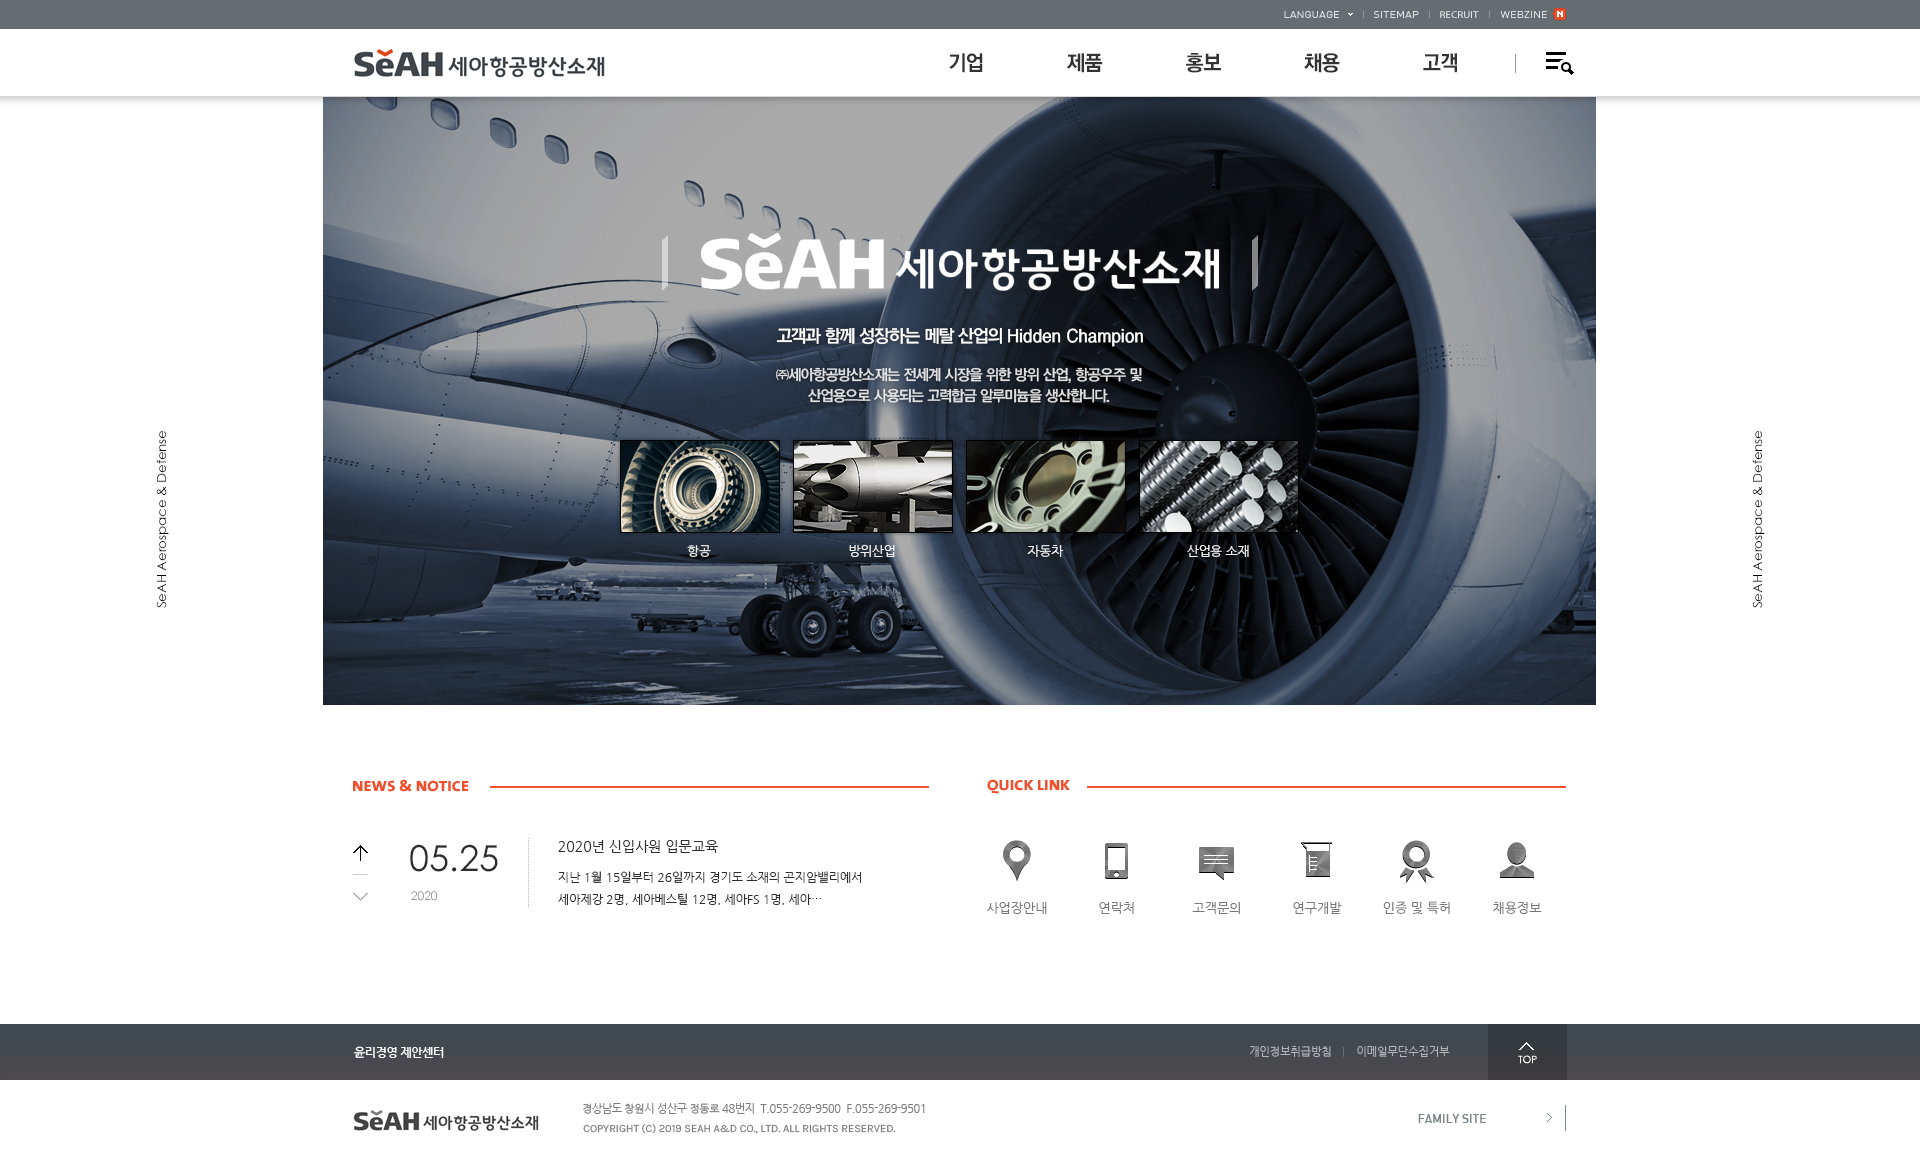 LANGUAGE SITEMAP RECRUIT WEBZINE N
SeAH 세아항공방산소재
기업 제품 홍보 채용 고객
SeAH 세아항공방산소재
고객과 함께 성장하는 메탈 산업의 Hidden Champion
㈜세아항공방산소재는 전세계 시장을 위한 방위 산업, 항공우주 및
산업용으로 사용되는 고력합금 알루미늄을 생산합니다.
항공 방위산업 자동차 산업용 소재
SeAH Aerospace & Defense
SeAH Aerospace & Defense
NEWS & NOTICE
05.25
2020
2020년 신입사원 입문교육
지난 1월 15일부터 26일까지 경기도 소재의 곤지암밸리에서
세아제강 2명, 세아베스틸 12명, 세아FS 1명, 세아…
QUICK LINK
사업장안내 연락처 고객문의 연구개발 인증 및 특허 채용정보
윤리경영 제안센터
개인정보취급방침 이메일무단수집거부
TOP
SeAH 세아항공방산소재
경상남도 창원시 성산구 정동로 48번지 T.055-269-9500 F.055-269-9501
COPYRIGHT (C) 2019 SEAH A&D CO., LTD. ALL RIGHTS RESERVED.
FAMILY SITE